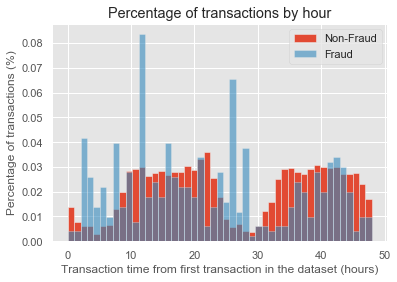 Percentage of transactions by hour
Non-Fraud
Fraud
Percentage of transactions (%)
0.08
0.07
0.06
0.05
0.04
0.03
0.02
0.01
0.00
0 10 20 30 40 50
Transaction time from first transaction in the dataset (hours)